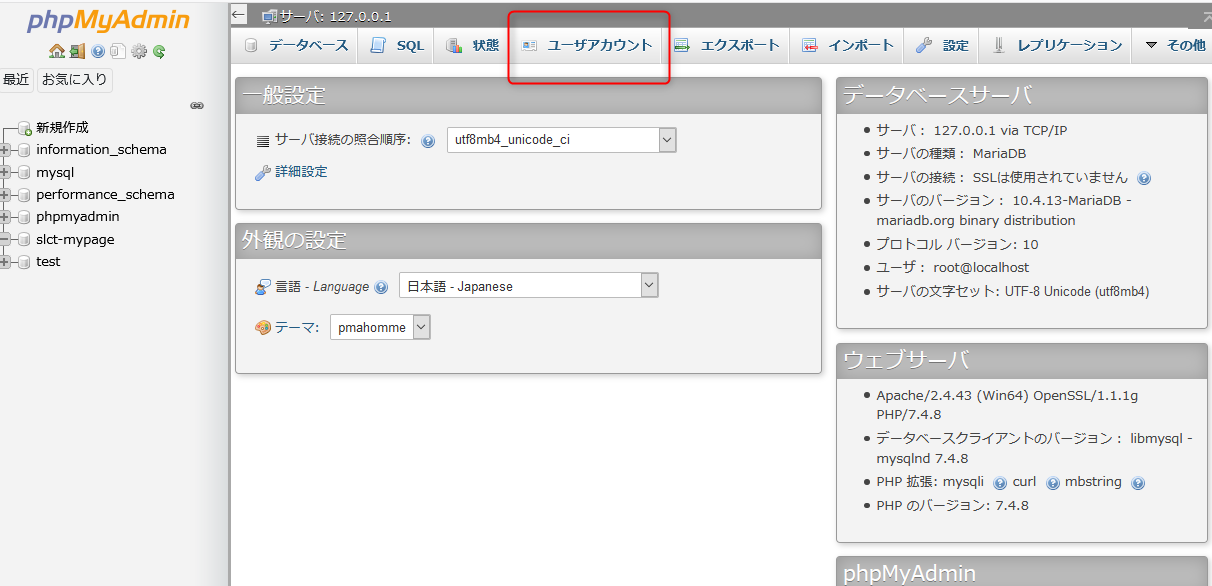 phpMyAdmin
最近 お気に入り
新規作成
information_schema
mysql
performance_schema
phpmyadmin
slct-mypage
test
サーバ: 127.0.0.1
データベース SQL 状態 ユーザアカウント エクスポート インポート 設定 レプリケーション その他
一般設定
サーバ接続の照合順序: utf8mb4_unicode_ci
詳細設定
外観の設定
言語 - Language 日本語 - Japanese
テーマ: pmahomme
データベースサーバ
サーバ: 127.0.0.1 via TCP/IP
サーバの種類: MariaDB
サーバの接続: SSLは使用されていません
サーバのバージョン: 10.4.13-MariaDB -
mariadb.org binary distribution
プロトコル バージョン: 10
ユーザ: root@localhost
サーバの文字セット: UTF-8 Unicode (utf8mb4)
ウェブサーバ
Apache/2.4.43 (Win64) OpenSSL/1.1.1g
PHP/7.4.8
データベースクライアントのバージョン: libmysql -
mysqlnd 7.4.8
PHP 拡張: mysqli curl mbstring
PHP のバージョン: 7.4.8
phpMyAdmin